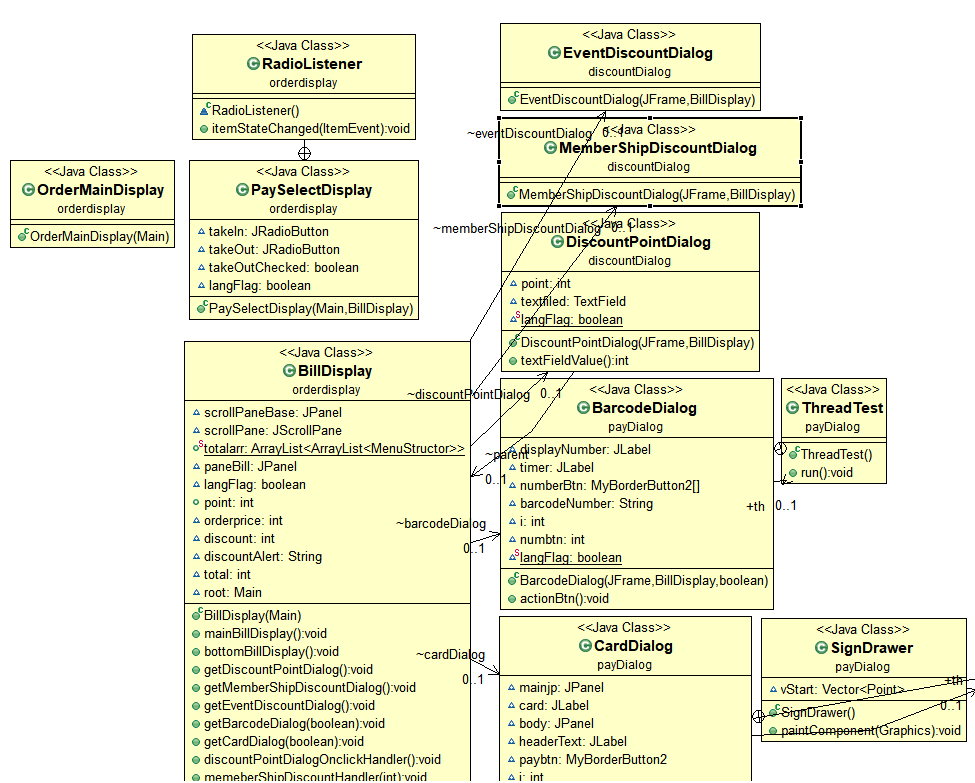 <<Java Class>>
RadioListener
orderdisplay
RadioListener()
itemStateChanged(ItemEvent):void
<<Java Class>>
OrderMainDisplay
orderdisplay
OrderMainDisplay(Main)
<<Java Class>>
PaySelectDisplay
orderdisplay
takeIn: JRadioButton
takeOut: JRadioButton
takeOutChecked: boolean
langFlag: boolean
PaySelectDisplay(Main,BillDisplay)
<<Java Class>>
EventDiscountDialog
discountDialog
EventDiscountDialog(JFrame,BillDisplay)
~eventDiscountDialog
0..1
<<Java Class>>
MemberShipDiscountDialog
discountDialog
MemberShipDiscountDialog(JFrame,BillDisplay)
~memberShipDiscountDialog
0..1
<<Java Class>>
DiscountPointDialog
discountDialog
point: int
textfiled: TextField
langFlag: boolean
DiscountPointDialog(JFrame,BillDisplay)
textFieldValue():int
~discountPointDialog
0..1
<<Java Class>>
BillDisplay
orderdisplay
scrollPaneBase: JPanel
scrollPane: JScrollPane
totalarr: ArrayList<ArrayList<MenuStructor>>
paneBill: JPanel
langFlag: boolean
point: int
orderprice: int
discount: int
discountAlert: String
total: int
root: Main
BillDisplay(Main)
mainBillDisplay():void
bottomBillDisplay():void
getDiscountPointDialog():void
getMemberShipDiscountDialog():void
getEventDiscountDialog():void
getBarcodeDialog(boolean):void
getCardDialog(boolean):void
discountPointDialogOnclickHandler():void
memeberShipDiscountHandler(int):void
~parent
0..1
~barcodeDialog
0..1
~cardDialog
0..1
<<Java Class>>
BarcodeDialog
payDialog
displayNumber: JLabel
timer: JLabel
numberBtn: MyBorderButton2[]
barcodeNumber: String
i: int
numbtn: int
langFlag: boolean
BarcodeDialog(JFrame,BillDisplay,boolean)
actionBtn():void
<<Java Class>>
ThreadTest
payDialog
ThreadTest()
run():void
+th
0..1
<<Java Class>>
CardDialog
payDialog
mainjp: JPanel
card: JLabel
body: JPanel
headerText: JLabel
paybtn: MyBorderButton2
i: int
<<Java Class>>
SignDrawer
payDialog
vStart: Vector<Point>
SignDrawer()
paintComponent(Graphics):void
+th
0..1